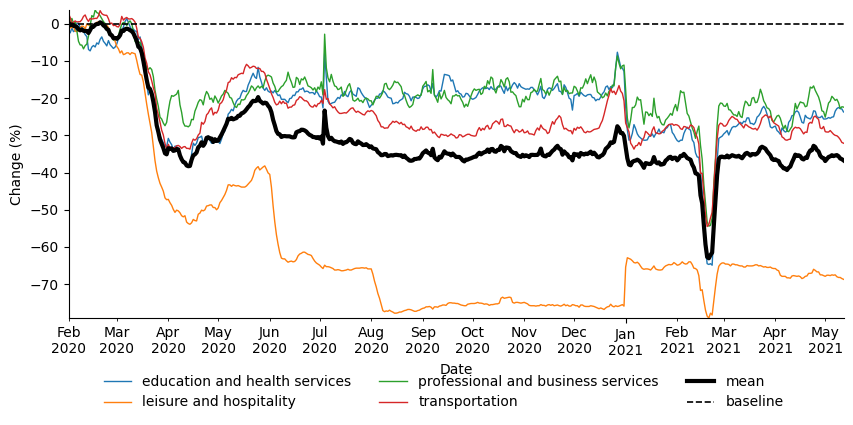 0
−10
−20
−30
−40
−50
−60
−70
Change (%)
Feb Mar Apr May Jun Jul Aug Sep Oct Nov Dec Jan Feb Mar Apr May
2020 2020 2020 2020 2020 2020 2020 2020 2020 2020 2020 2021 2021 2021 2021 2021
Date
education and health services professional and business services mean
leisure and hospitality transportation baseline